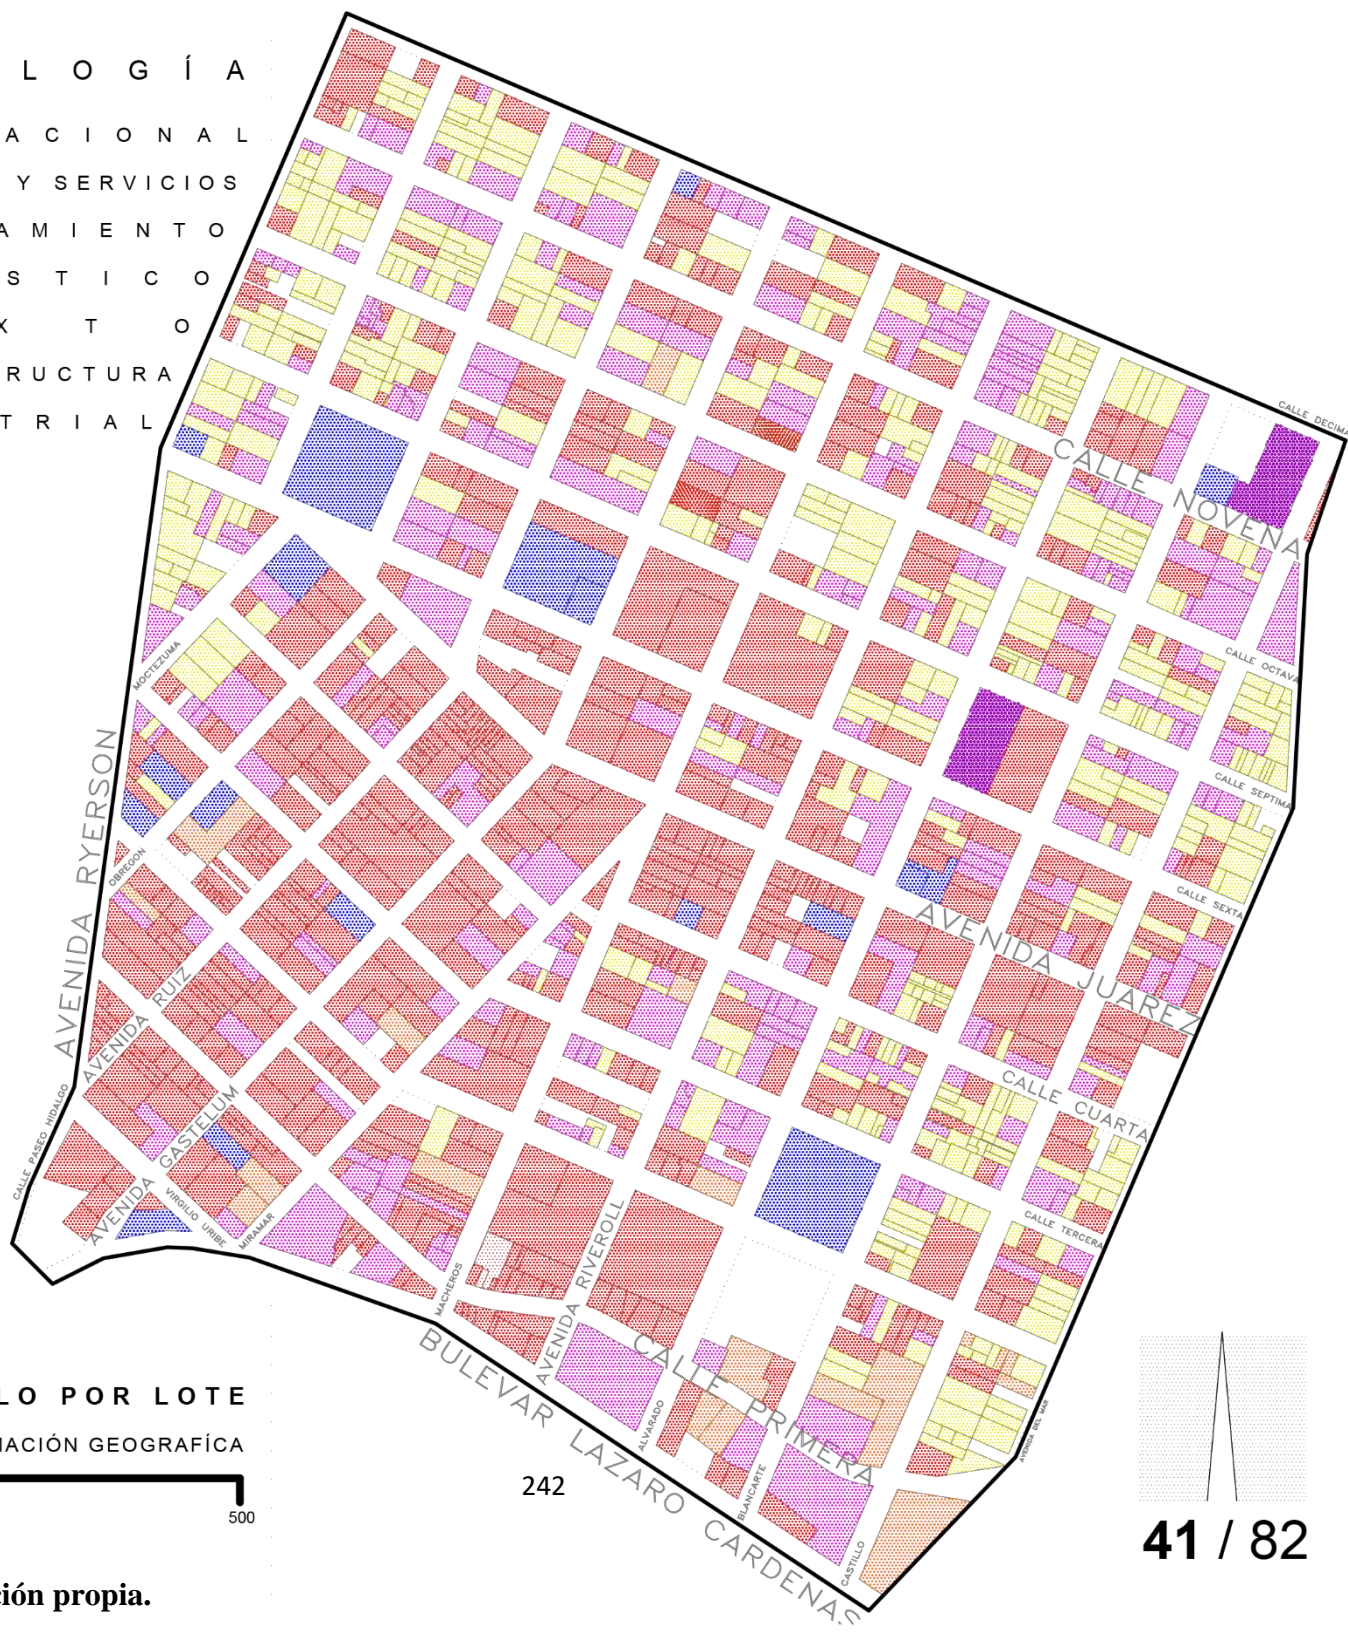 L O G Í A
A C I O N A L
Y SERVICIOS
A M I E N T O
S T I C O
X T O
RUCTURA
T R I A L
CALLE DECIMA
CALLE NOVENA
CALLE OCTAVA
CALLE SEPTIMA
CALLE SEXTA
AVENIDA JUAREZ
CALLE CUARTA
CALLE TERCERA
MOCTEZUMA
AVENIDA RYERSON
OBREGON
AVENIDA RUIZ
CALLE PASEO HIDALGO
AVENIDA GASTELUM
VIRGILIO URIBE
MIRAMAR
MACHEROS
AVENIDA RIVEROLL
CALLE PRIMERA
ALVARADO
BLANCARTE
CASTILLO
AVENIDA DEL MAR
BULEVAR LAZARO CARDENAS
LO POR LOTE
MACIÓN GEOGRAFÍCA
500
242
41 / 82
ción propia.